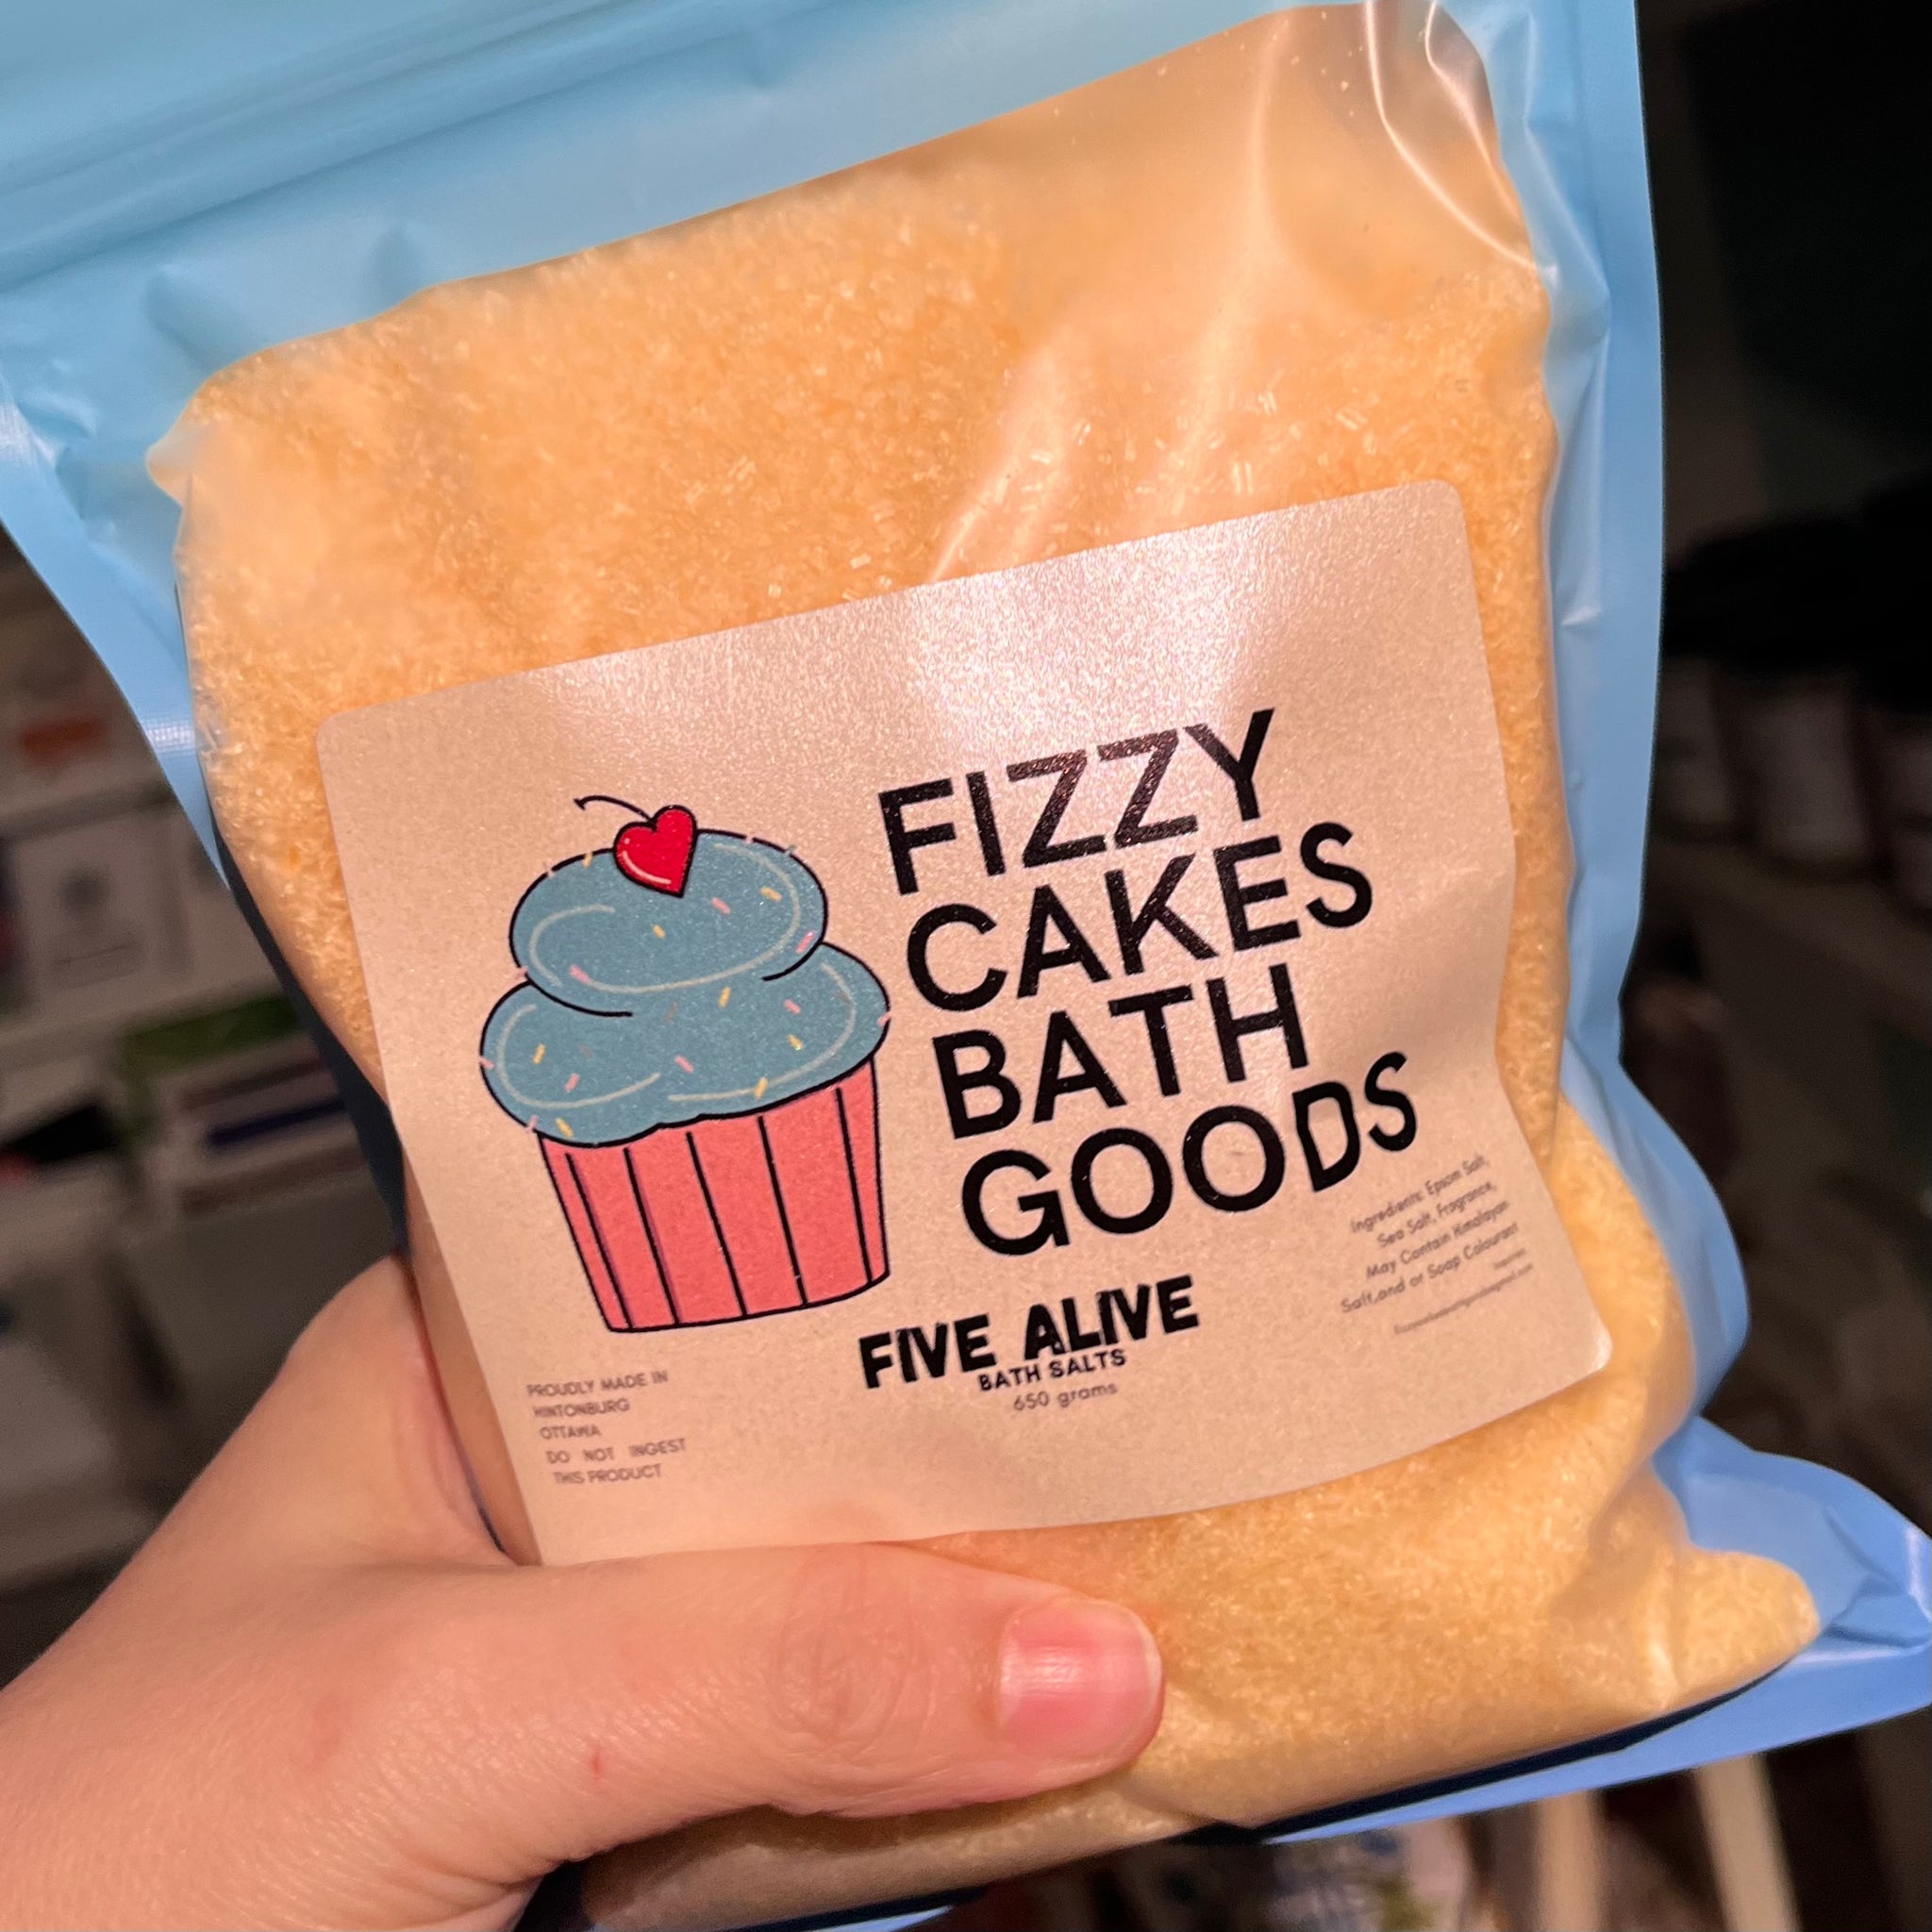 FIZZY
CAKES
BATH
GOODS
FIVE ALIVE
BATH SALTS
650 grams
PROUDLY MADE IN
HINTONBURG
OTTAWA
DO NOT INGEST
THIS PRODUCT
Ingredients: Epsom Salt,
Sea Salt, Fragrance,
May Contain Himalayan
Salt,and or Soap Colourant